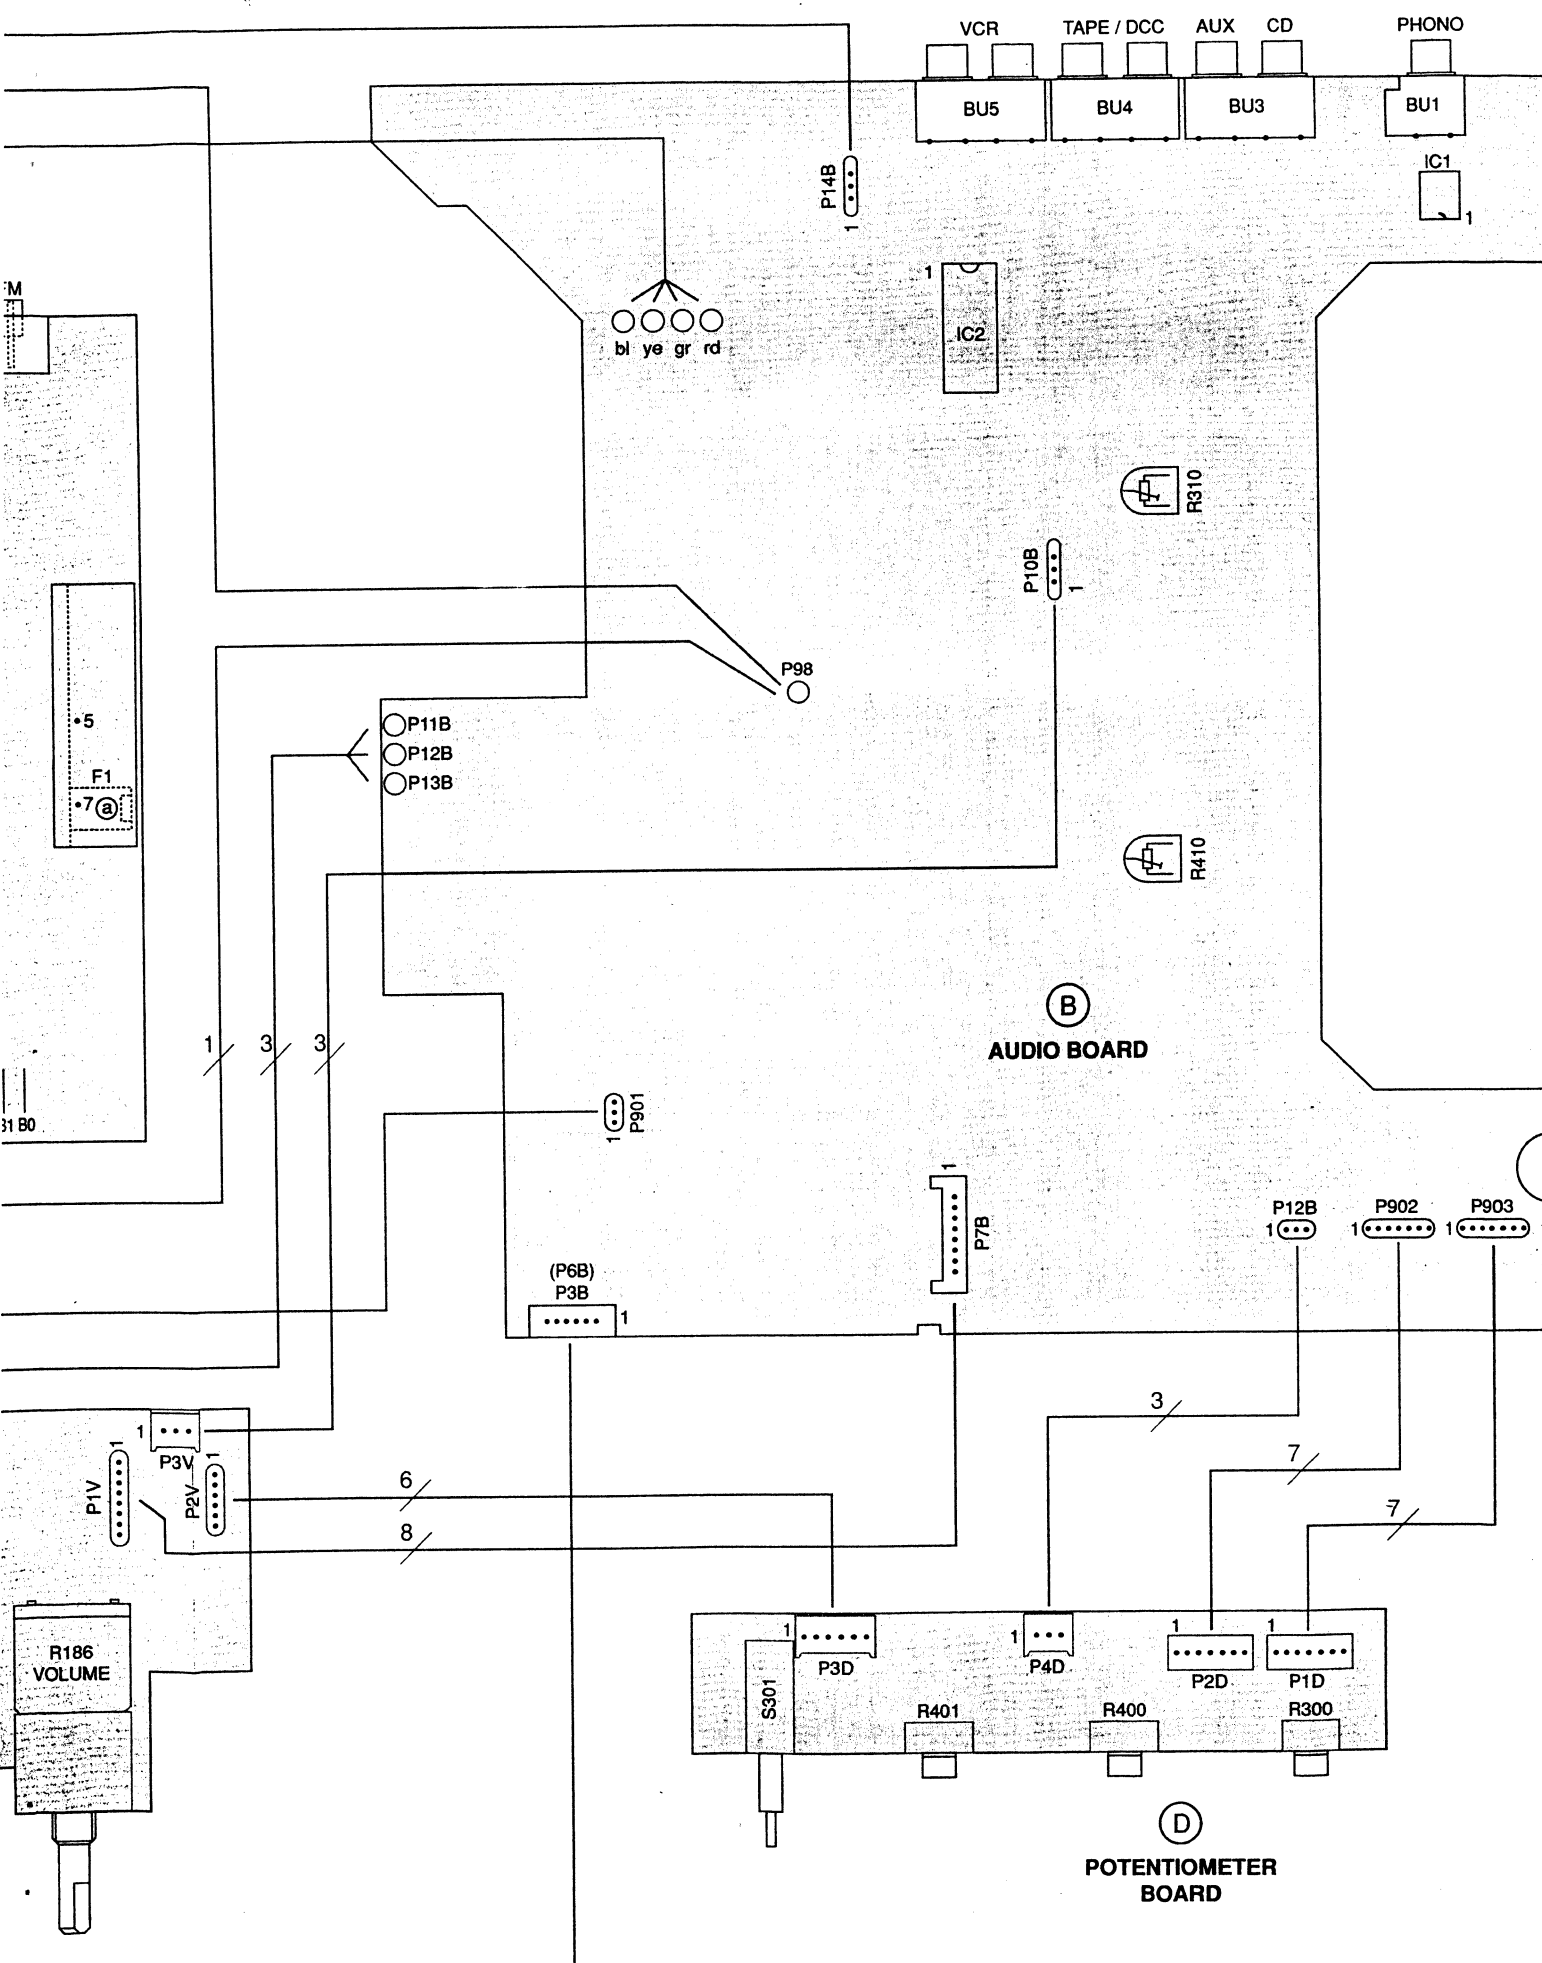 VCR
TAPE / DCC
AUX
CD
PHONO
BU5
BU4
BU3
BU1
IC1
1
P14B
1
1
IC2
FM
bl ye gr rd
R310
P10B
1
P98
5
P11B
P12B
P13B
F1
7 a
R410
B
AUDIO BOARD
1
3
3
B1 B0
P901
1
1
P7B
P12B
1
P902
1
P903
1
(P6B)
P3B
1
3
1
P3V
1
P1V
1
P2V
6
8
7
7
R186
VOLUME
1
P3D
1
P4D
1
P2D
1
P1D
S301
R401
R400
R300
D
POTENTIOMETER
BOARD